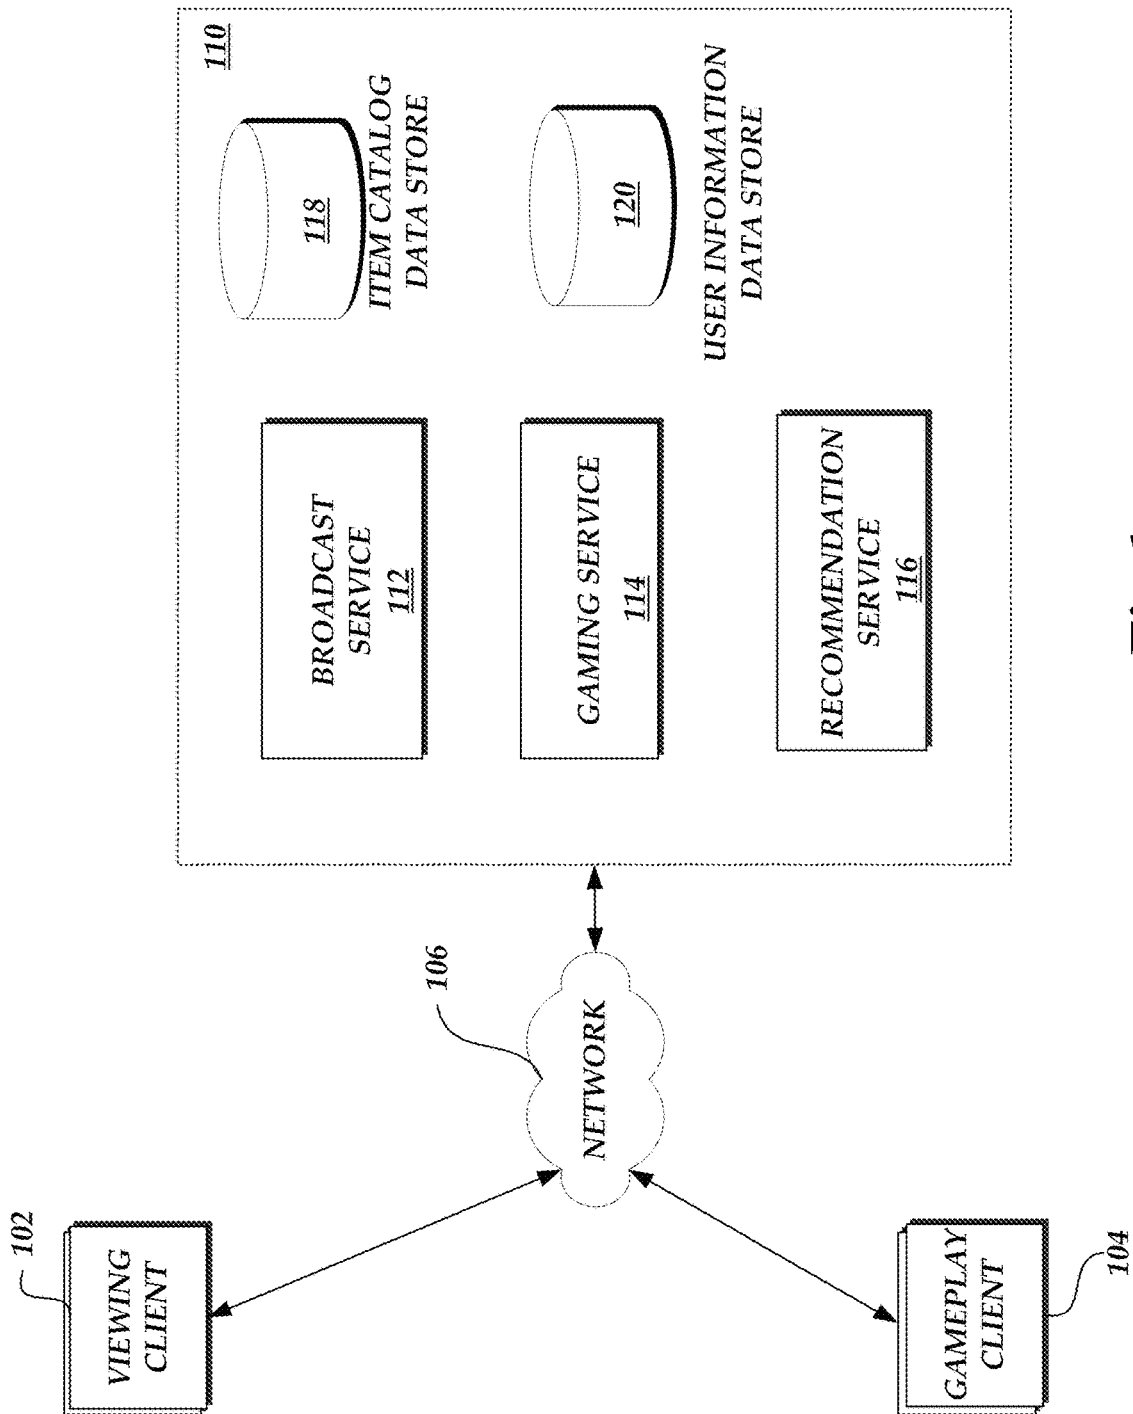 102
VIEWING
CLIENT
GAMEPLAY
CLIENT
104
106
NETWORK
110
BROADCAST
SERVICE
112
GAMING SERVICE
114
RECOMMENDATION
SERVICE
116
118
ITEM CATALOG
DATA STORE
120
USER INFORMATION
DATA STORE